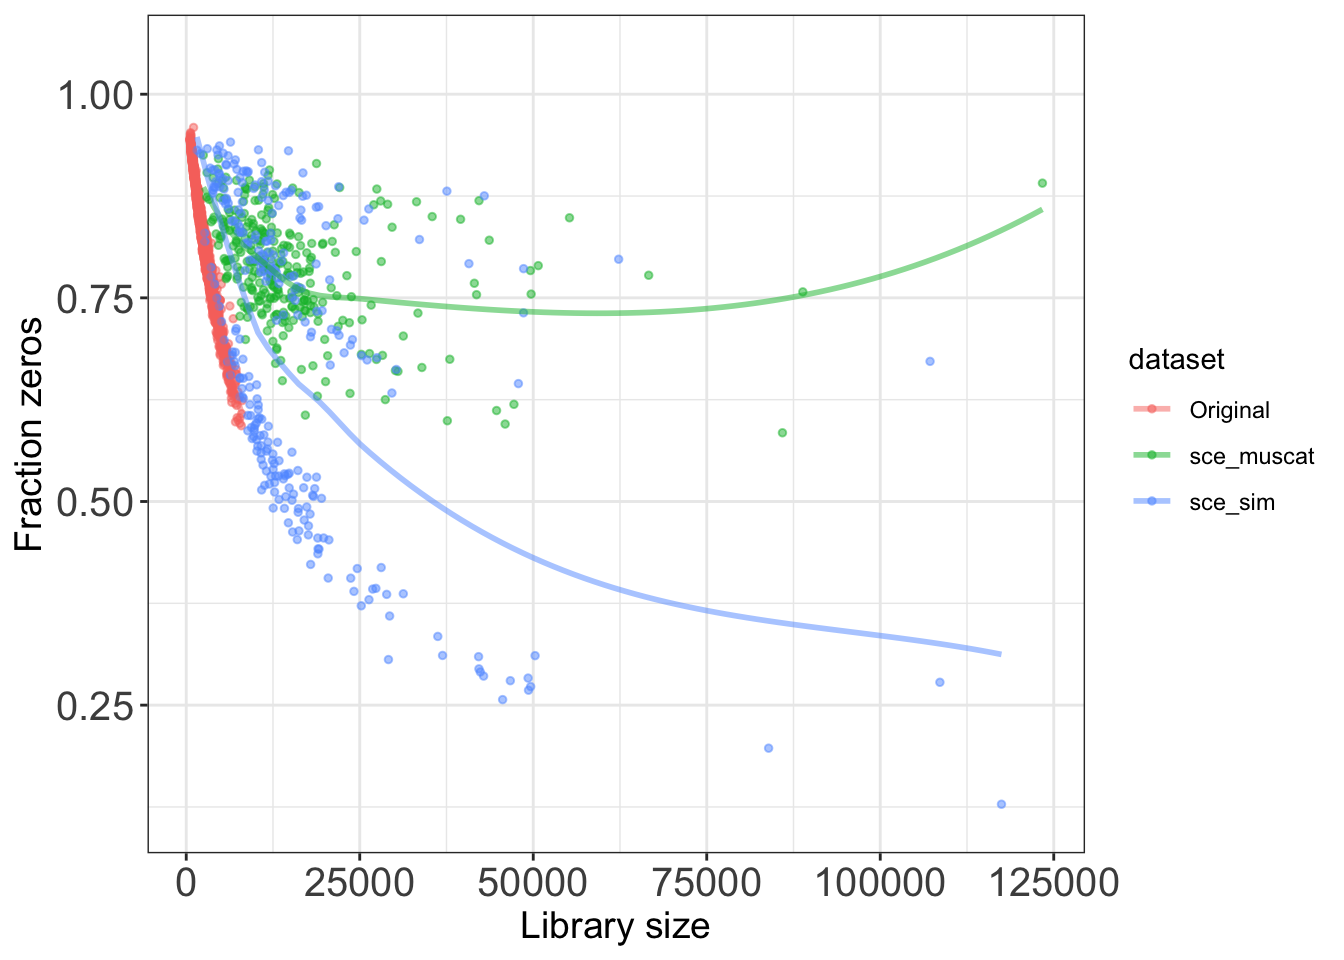 1.00
0.75
0.50
0.25
Fraction zeros
0 25000 50000 75000 100000 125000
Library size
dataset
Original
sce_muscat
sce_sim